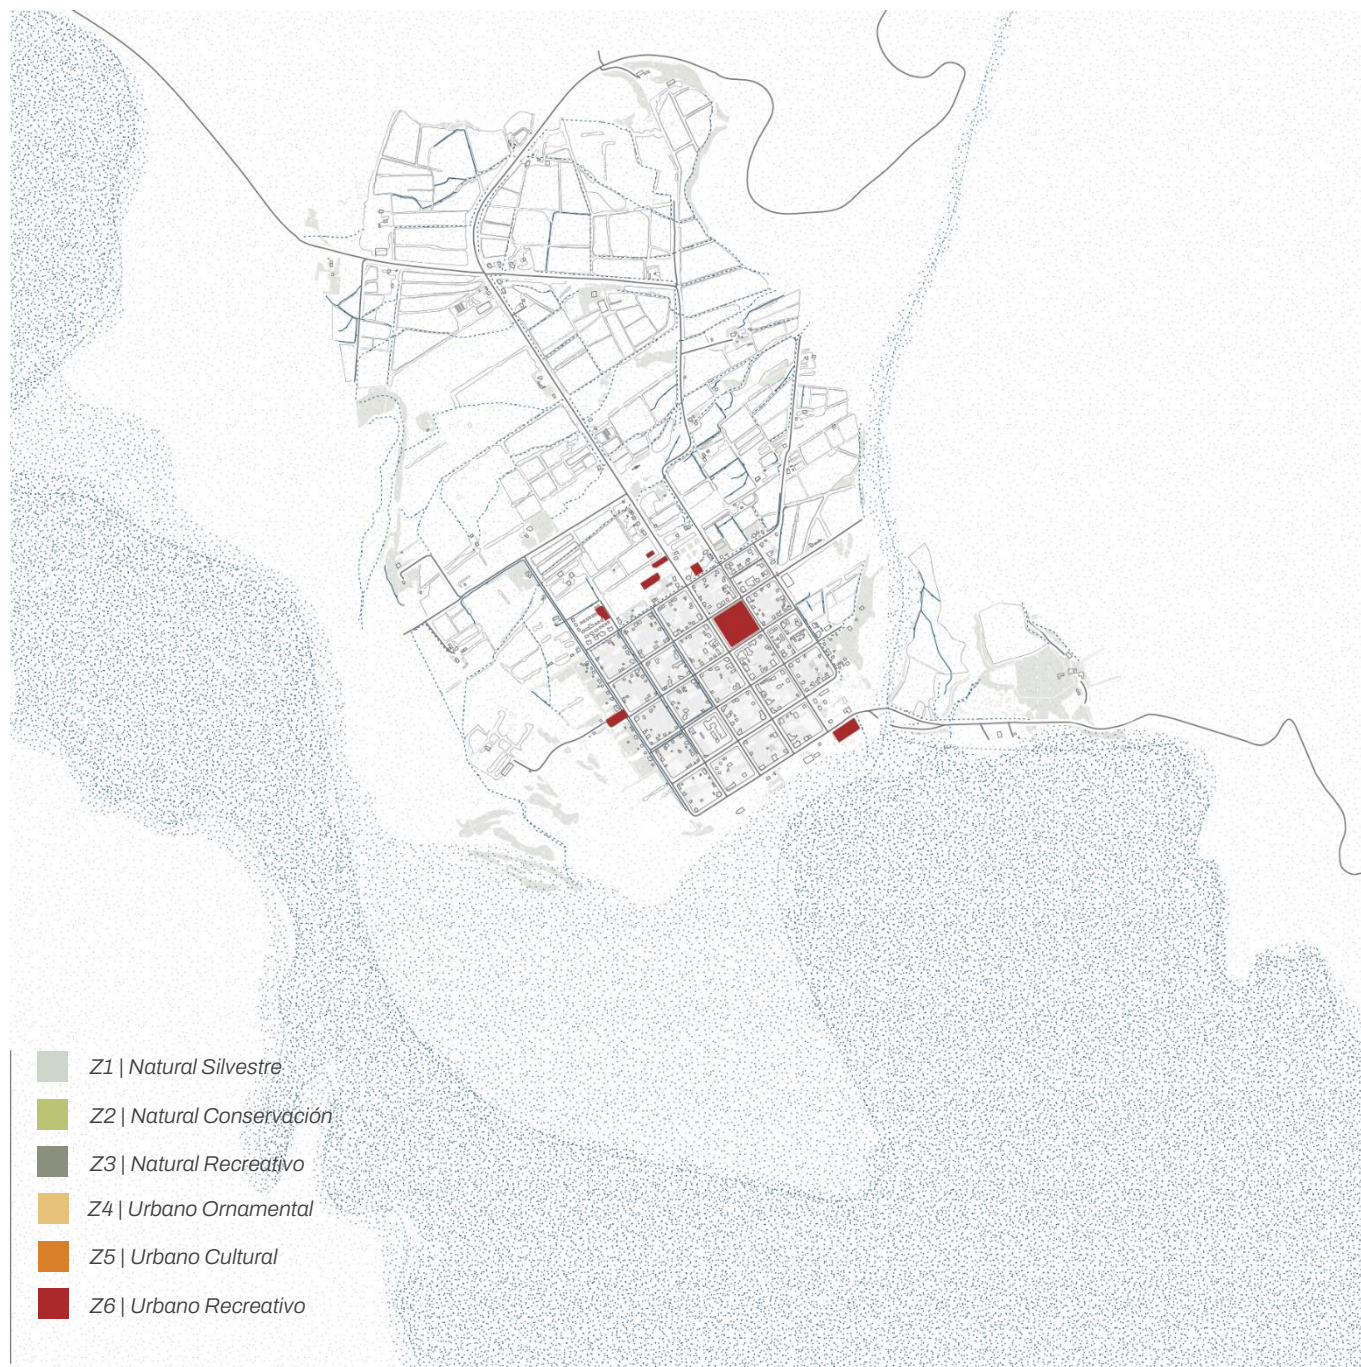 Z1 | Natural Silvestre
Z2 | Natural Conservación
Z3 | Natural Recreativo
Z4 | Urbano Ornamental
Z5 | Urbano Cultural
Z6 | Urbano Recreativo